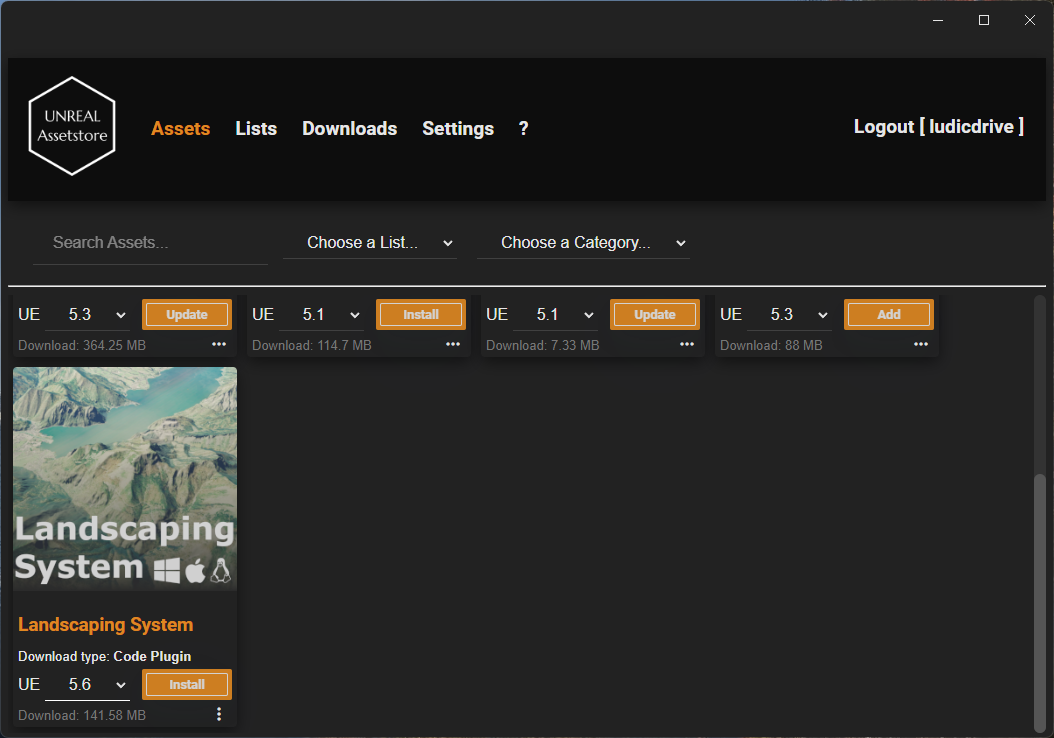 UNREAL
Assetstore
Assets Lists Downloads Settings ?
Logout [ ludicdrive ]
Search Assets...
Choose a List...
Choose a Category...
UE 5.3 Update
Download: 364.25 MB
UE 5.1 Install
Download: 114.7 MB
UE 5.1 Update
Download: 7.33 MB
UE 5.3 Add
Download: 88 MB
Landscaping
System
Landscaping System
Download type: Code Plugin
UE 5.6 Install
Download: 141.58 MB